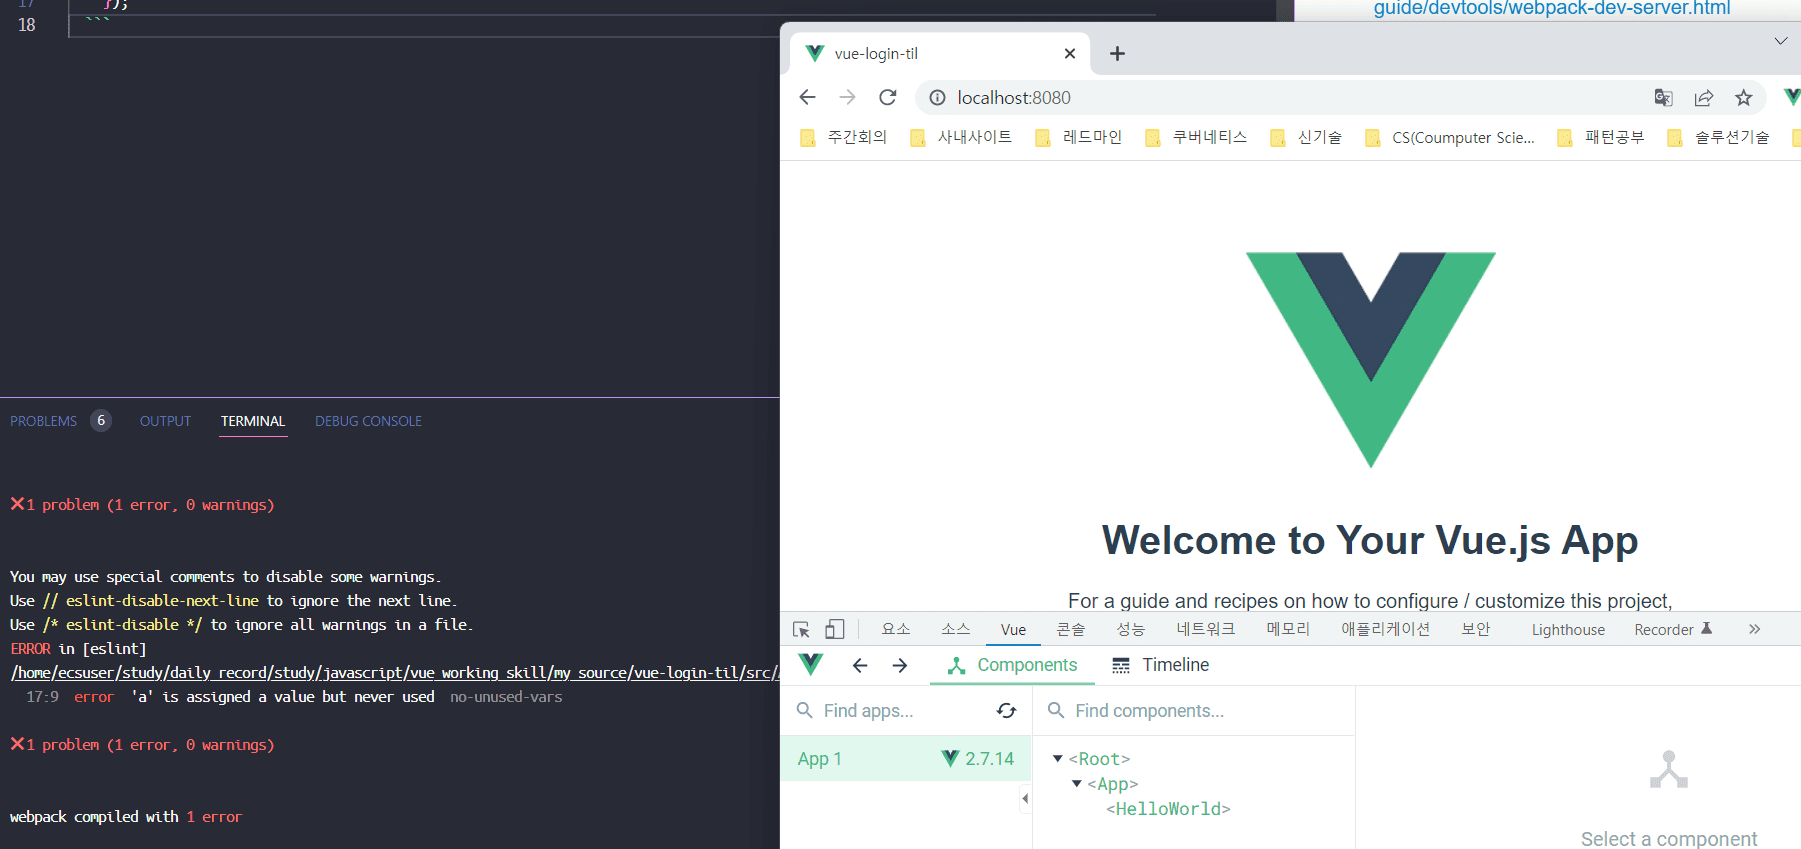 17 });
18 ```
guide/devtools/webpack-dev-server.html
vue-login-til
localhost:8080
주간회의 사내사이트 레드마인 쿠버네티스 신기술 CS(Coumputer Scie... 패턴공부 솔루션기술
Welcome to Your Vue.js App
For a guide and recipes on how to configure / customize this project,
PROBLEMS 6 OUTPUT TERMINAL DEBUG CONSOLE
❌1 problem (1 error, 0 warnings)
You may use special comments to disable some warnings.
Use // eslint-disable-next-line to ignore the next line.
Use /* eslint-disable */ to ignore all warnings in a file.
ERROR in [eslint]
/home/ecsuser/study/daily_record/study/javascript/vue_working_skill/my_source/vue-login-til/src/
17:9 error 'a' is assigned a value but never used no-unused-vars
❌1 problem (1 error, 0 warnings)
webpack compiled with 1 error
요소 소스 Vue 콘솔 성능 네트워크 메모리 애플리케이션 보안 Lighthouse Recorder
Components Timeline
Find apps... Find components...
App 1 2.7.14
<Root>
<App>
<HelloWorld>
Select a component